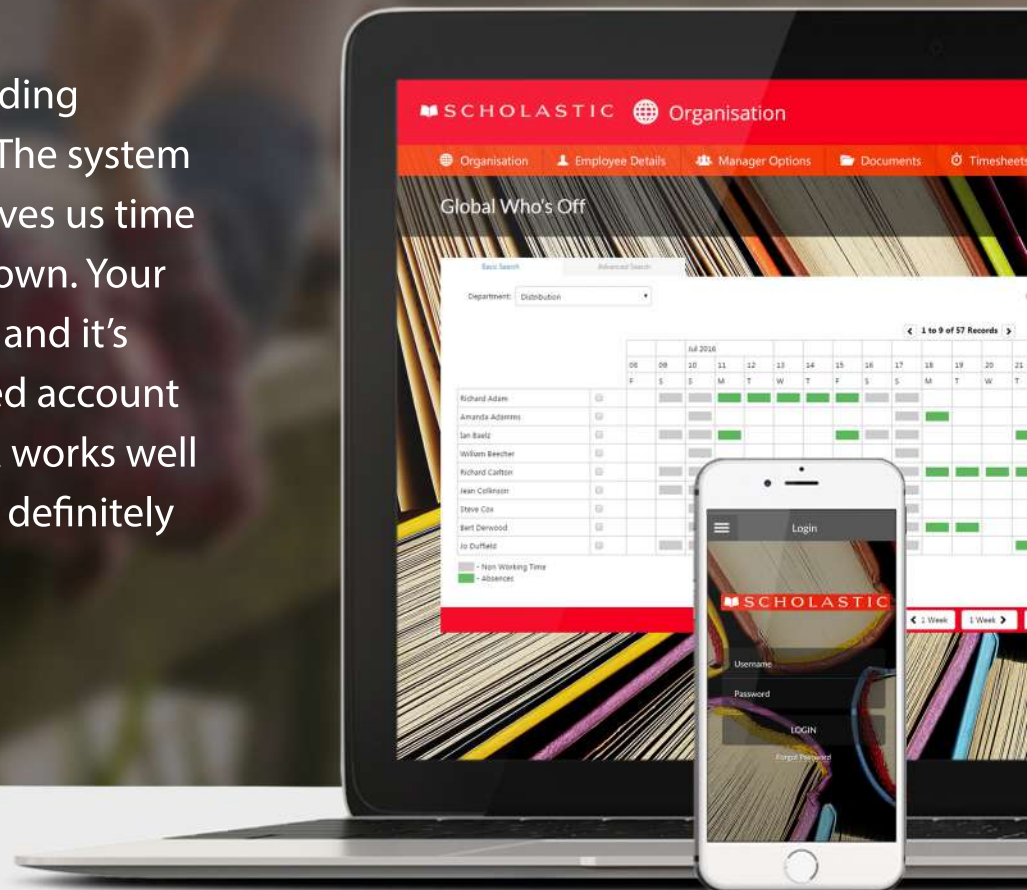 ding
The system
ves us time
own. Your
and it's
ed account
works well
definitely
SCHOLASTIC Organisation
Organisation Employee Details Manager Options Documents Timesheets
Global Who's Off
Basic Search Advanced Search
Department: Distribution
1 to 9 of 57 Records
Jul 2016
08 09 10 11 12 13 14 15 16 17 18 19 20 21
F S S M T W T F S S M T W T
Richard Adam
Amanda Adamms
Ian Baelz
William Beecher
Richard Carlton
Jean Collinson
Steve Cox
Bert Derwood
Jo Duffield
- Non Working Time
- Absences
1 Week 1 Week
Login
SCHOLASTIC
Username
Password
LOGIN
Forgot Password